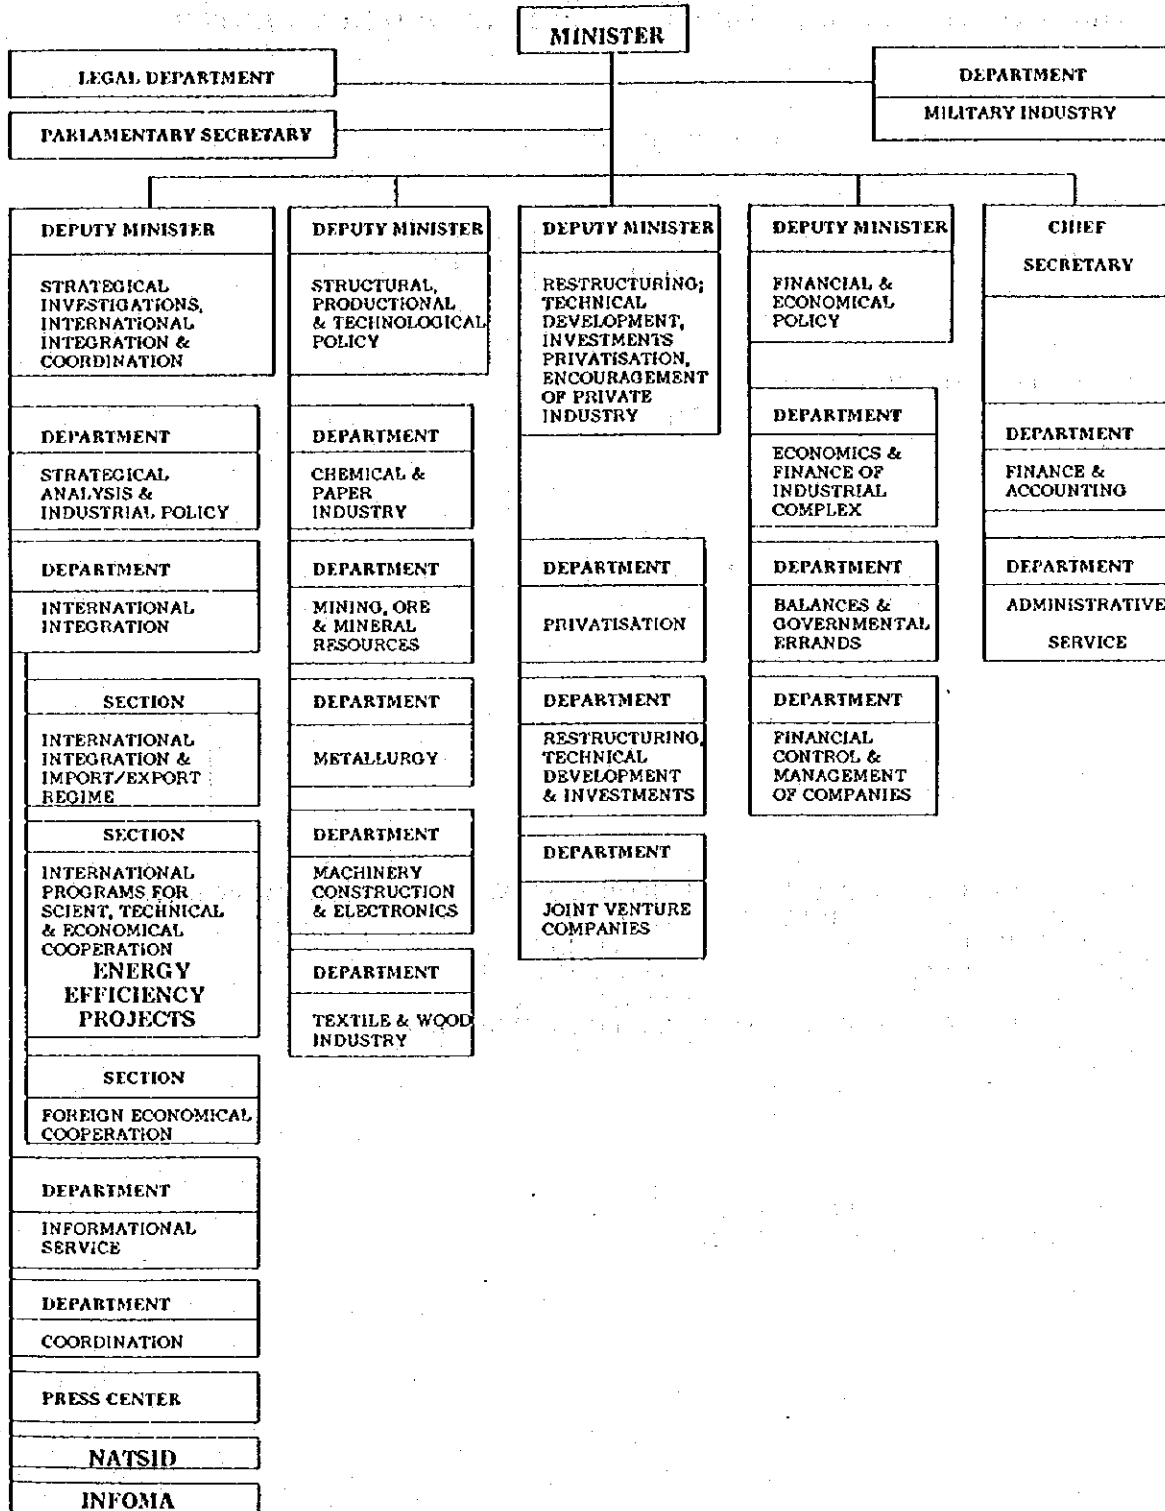 MINISTER
LEGAL DEPARTMENT
DEPARTMENT
MILITARY INDUSTRY
PARLAMENTARY SECRETARY
DEPUTY MINISTER
STRATEGICAL
INVESTIGATIONS,
INTERNATIONAL
INTEGRATION &
COORDINATION
DEPARTMENT
STRATEGICAL
ANALYSIS &
INDUSTRIAL POLICY
DEPARTMENT
INTERNATIONAL
INTEGRATION
SECTION
INTERNATIONAL
INTEGRATION &
IMPORT/EXPORT
REGIME
SECTION
INTERNATIONAL
PROGRAMS FOR
SCIENT, TECHNICAL
& ECONOMICAL
COOPERATION
ENERGY
EFFICIENCY
PROJECTS
SECTION
FOREIGN ECONOMICAL
COOPERATION
DEPARTMENT
INFORMATIONAL
SERVICE
DEPARTMENT
COORDINATION
PRESS CENTER
NATSID
INFOMA
DEPUTY MINISTER
STRUCTURAL,
PRODUCTIONAL
& TECHNOLOGICAL
POLICY
DEPARTMENT
CHEMICAL &
PAPER
INDUSTRY
DEPARTMENT
MINING, ORE
& MINERAL
RESOURCES
DEPARTMENT
METALLURGY
DEPARTMENT
MACHINERY
CONSTRUCTION
& ELECTRONICS
DEPARTMENT
TEXTILE & WOOD
INDUSTRY
DEPUTY MINISTER
RESTRUCTURING;
TECHNICAL
DEVELOPMENT,
INVESTMENTS
PRIVATISATION,
ENCOURAGEMENT
OF PRIVATE
INDUSTRY
DEPARTMENT
PRIVATISATION
DEPARTMENT
RESTRUCTURING,
TECHNICAL
DEVELOPMENT
& INVESTMENTS
DEPARTMENT
JOINT VENTURE
COMPANIES
DEPUTY MINISTER
FINANCIAL &
ECONOMICAL
POLICY
DEPARTMENT
ECONOMICS &
FINANCE OF
INDUSTRIAL
COMPLEX
DEPARTMENT
BALANCES &
GOVERNMENTAL
ERRANDS
DEPARTMENT
FINANCIAL
CONTROL &
MANAGEMENT
OF COMPANIES
CHIEF
SECRETARY
DEPARTMENT
FINANCE &
ACCOUNTING
DEPARTMENT
ADMINISTRATIVE
SERVICE